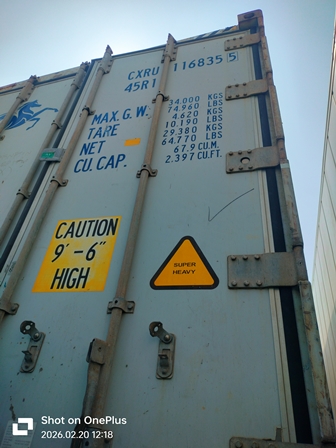 CXRU 116835 5
45R1
MAX. G. W. 34.000 KGS
74.960 LBS
TARE 4.620 KGS
10.190 LBS
NET 29.380 KGS
64.770 LBS
CU. CAP. 67.9 CU.M.
2.397 CU.FT.
CAUTION
9'-6"
HIGH
SUPER
HEAVY
Shot on OnePlus
2026.02.20 12:18